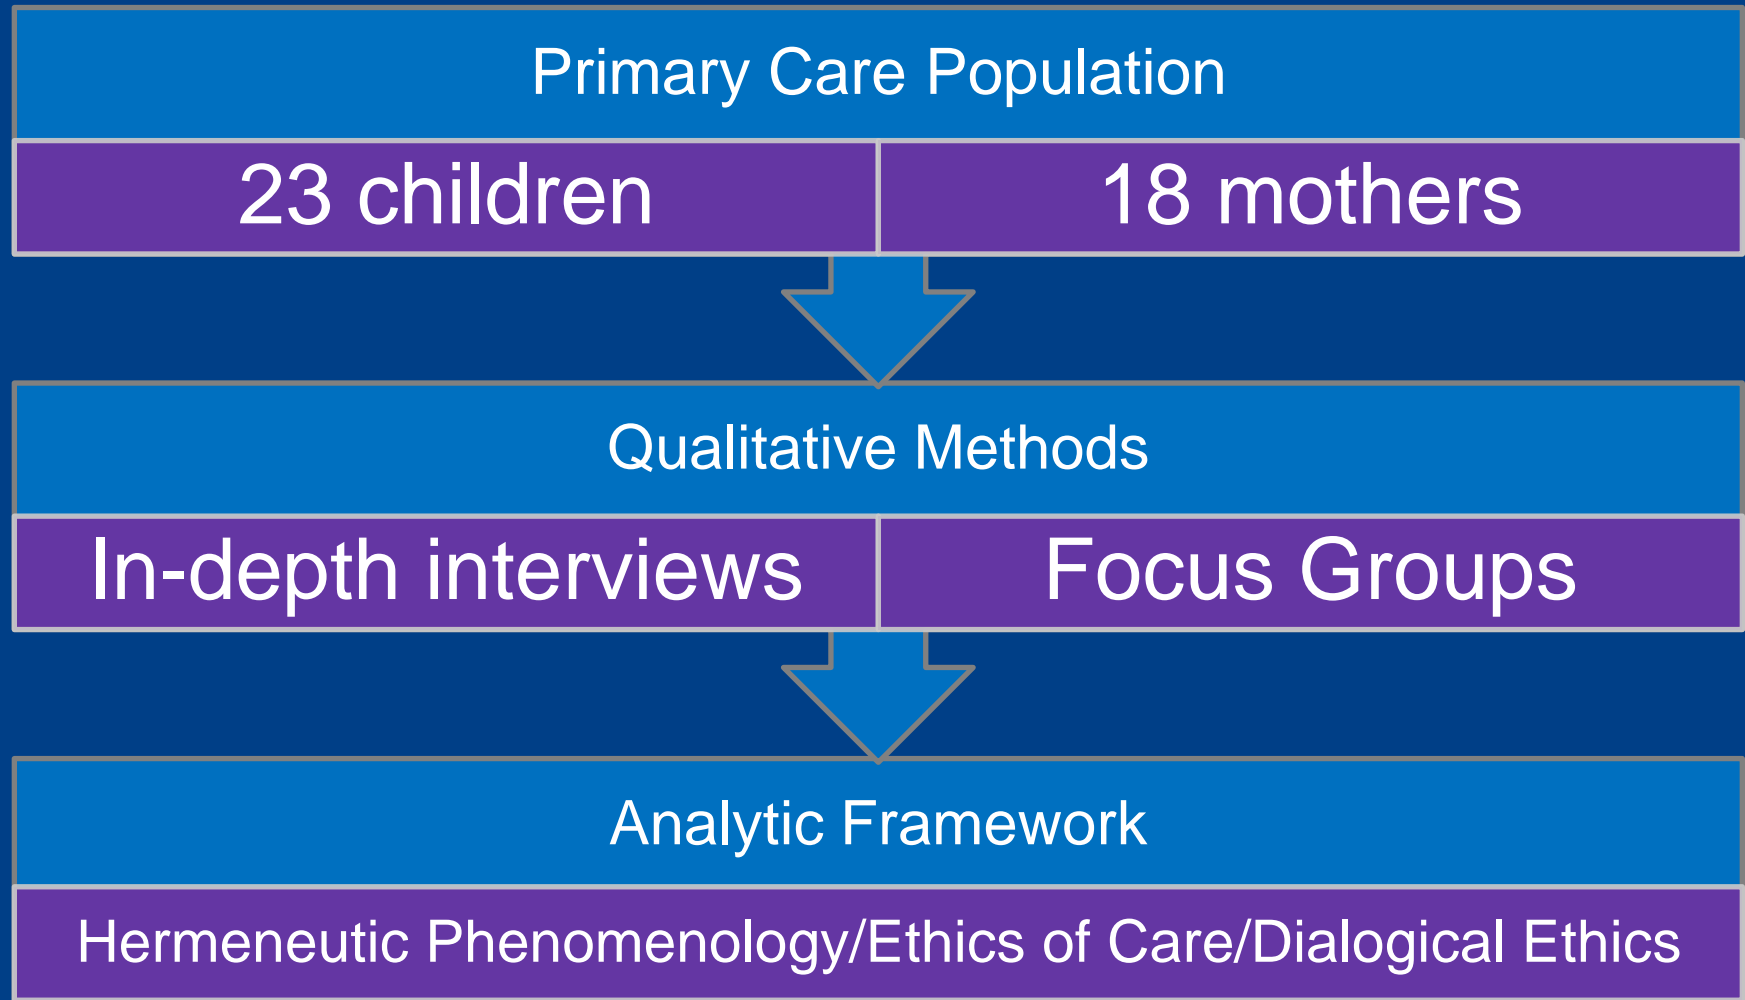 Primary Care Population
23 children
18 mothers
Qualitative Methods
In-depth interviews
Focus Groups
Analytic Framework
Hermeneutic Phenomenology/Ethics of Care/Dialogical Ethics